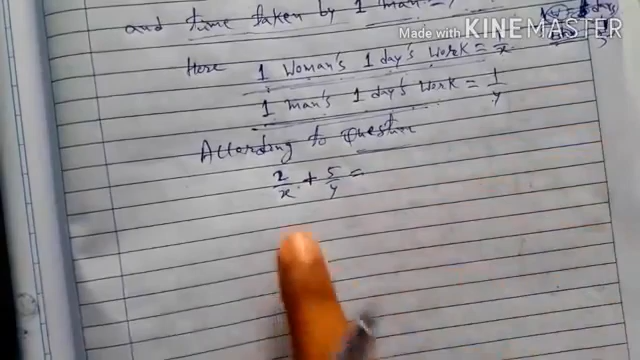 and time taken by 1 man =
Made with KINEMASTER
Here 1 Woman's 1 day's work = 1/x
1 man's 1 day's work = 1/y
According to Question
2/x + 5/y =